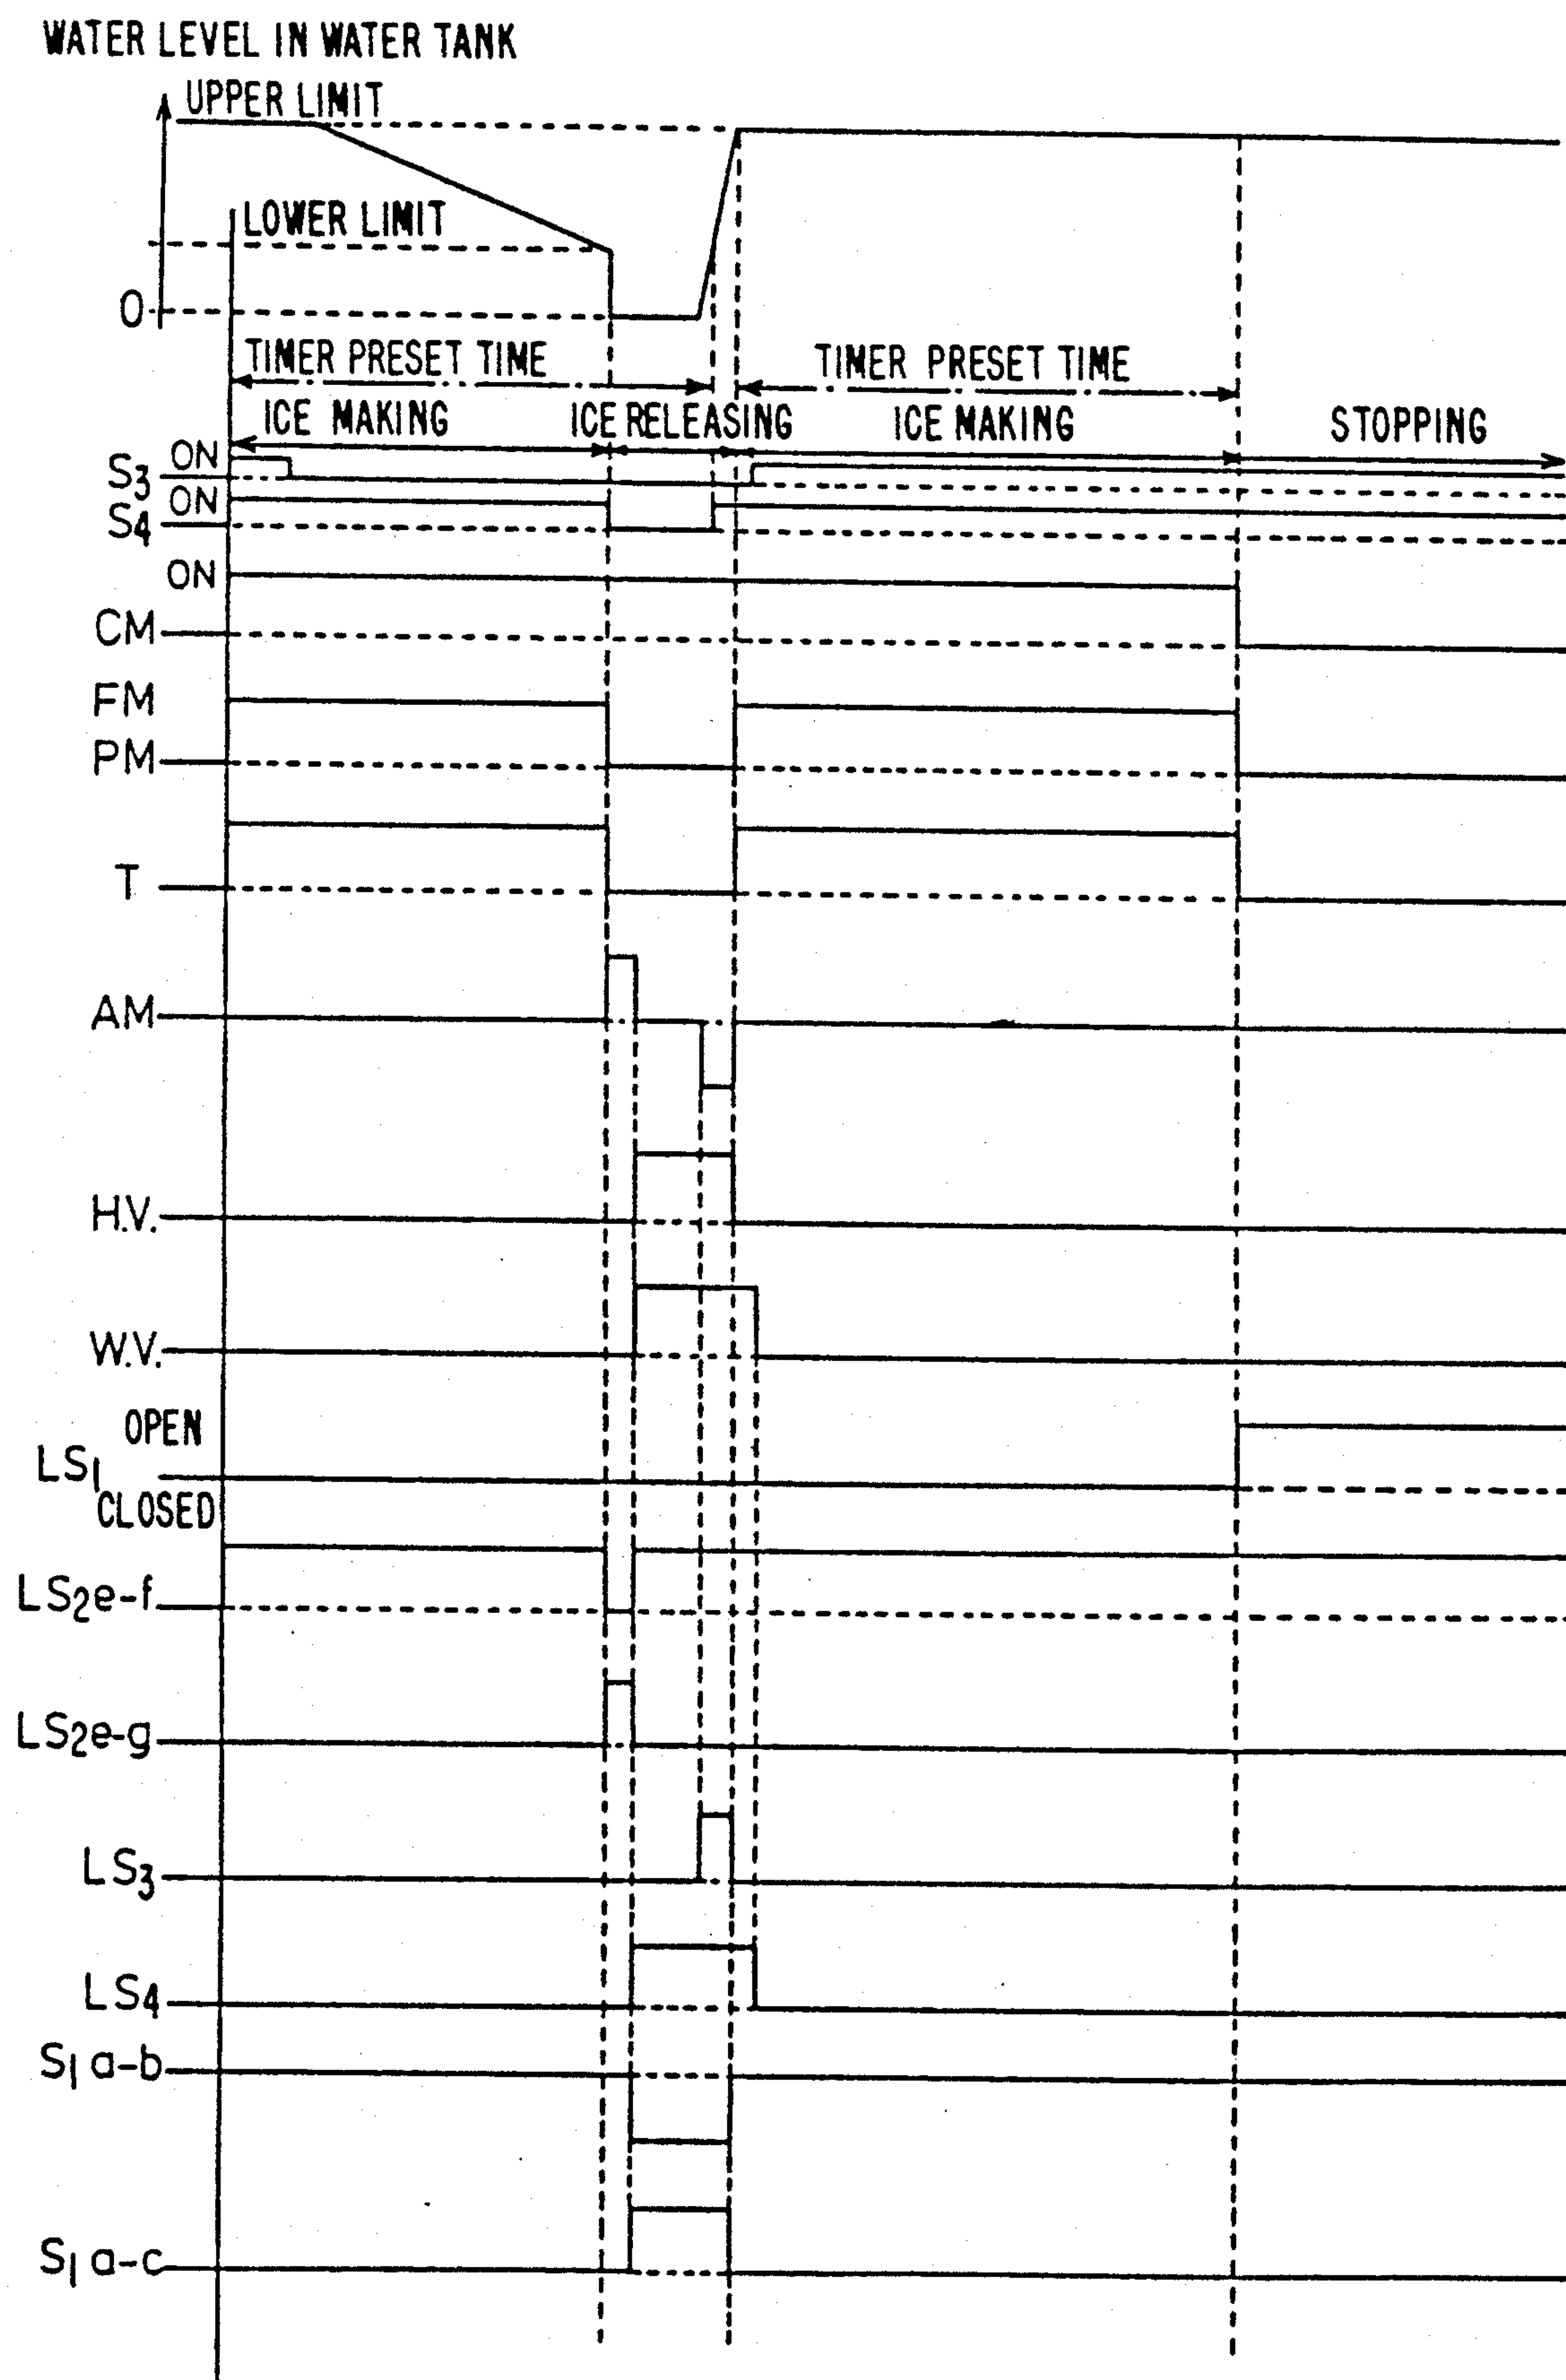 WATER LEVEL IN WATER TANK
UPPER LIMIT
LOWER LIMIT
0
TIMER PRESET TIME
TIMER PRESET TIME
ICE MAKING
ICE RELEASING
ICE MAKING
STOPPING
ON
S3
ON
S4
ON
CM
FM
PM
T
AM
H.V.
W.V.
OPEN
LS1
CLOSED
LS2e-f
LS2e-g
LS3
LS4
S1 a-b
S1 a-c